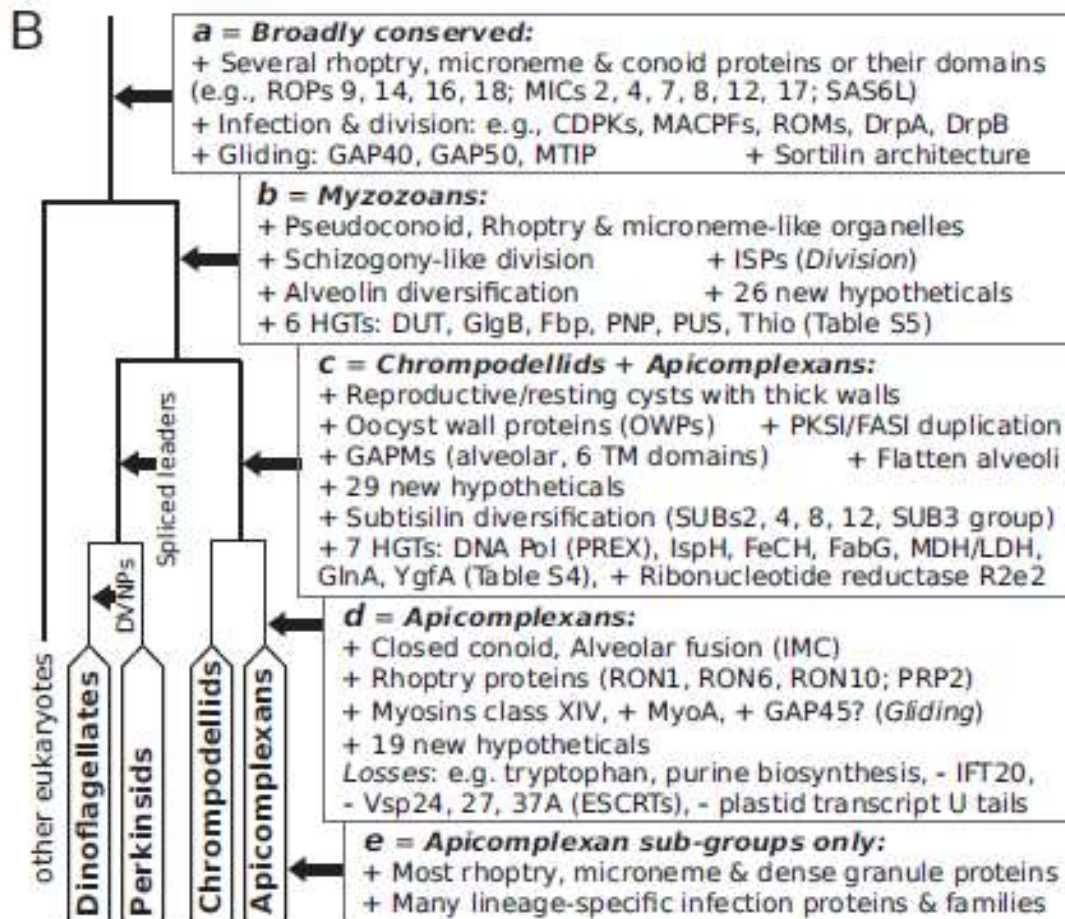 B
a = Broadly conserved:
+ Several rhoptry, microneme & conoid proteins or their domains
(e.g., ROPs 9, 14, 16, 18; MICs 2, 4, 7, 8, 12, 17; SAS6L)
+ Infection & division: e.g., CDPKs, MACPFs, ROMs, DrpA, DrpB
+ Gliding: GAP40, GAP50, MTIP + Sortilin architecture
b = Myzozoans:
+ Pseudoconoid, Rhoptry & microneme-like organelles
+ Schizogony-like division + ISPs (Division)
+ Alveolin diversification + 26 new hypotheticals
+ 6 HGTs: DUT, GlgB, Fbp, PNP, PUS, Thio (Table S5)
c = Chrompodellids + Apicomplexans:
+ Reproductive/resting cysts with thick walls
+ Oocyst wall proteins (OWPs) + PKSI/FASI duplication
+ GAPMs (alveolar, 6 TM domains) + Flatten alveoli
+ 29 new hypotheticals
+ Subtisilin diversification (SUBs2, 4, 8, 12, SUB3 group)
+ 7 HGTs: DNA Pol (PREX), IspH, FeCH, FabG, MDH/LDH,
GlnA, YgfA (Table S4), + Ribonucleotide reductase R2e2
d = Apicomplexans:
+ Closed conoid, Alveolar fusion (IMC)
+ Rhoptry proteins (RON1, RON6, RON10; PRP2)
+ Myosins class XIV, + MyoA, + GAP45? (Gliding)
+ 19 new hypotheticals
Losses: e.g. tryptophan, purine biosynthesis, - IFT20,
- Vsp24, 27, 37A (ESCRTs), - plastid transcript U tails
e = Apicomplexan sub-groups only:
+ Most rhoptry, microneme & dense granule proteins
+ Many lineage-specific infection proteins & families
Spliced leaders
DVNPs
other eukaryotes
Dinoflagellates
Perkinsids
Chrompodellids
Apicomplexans